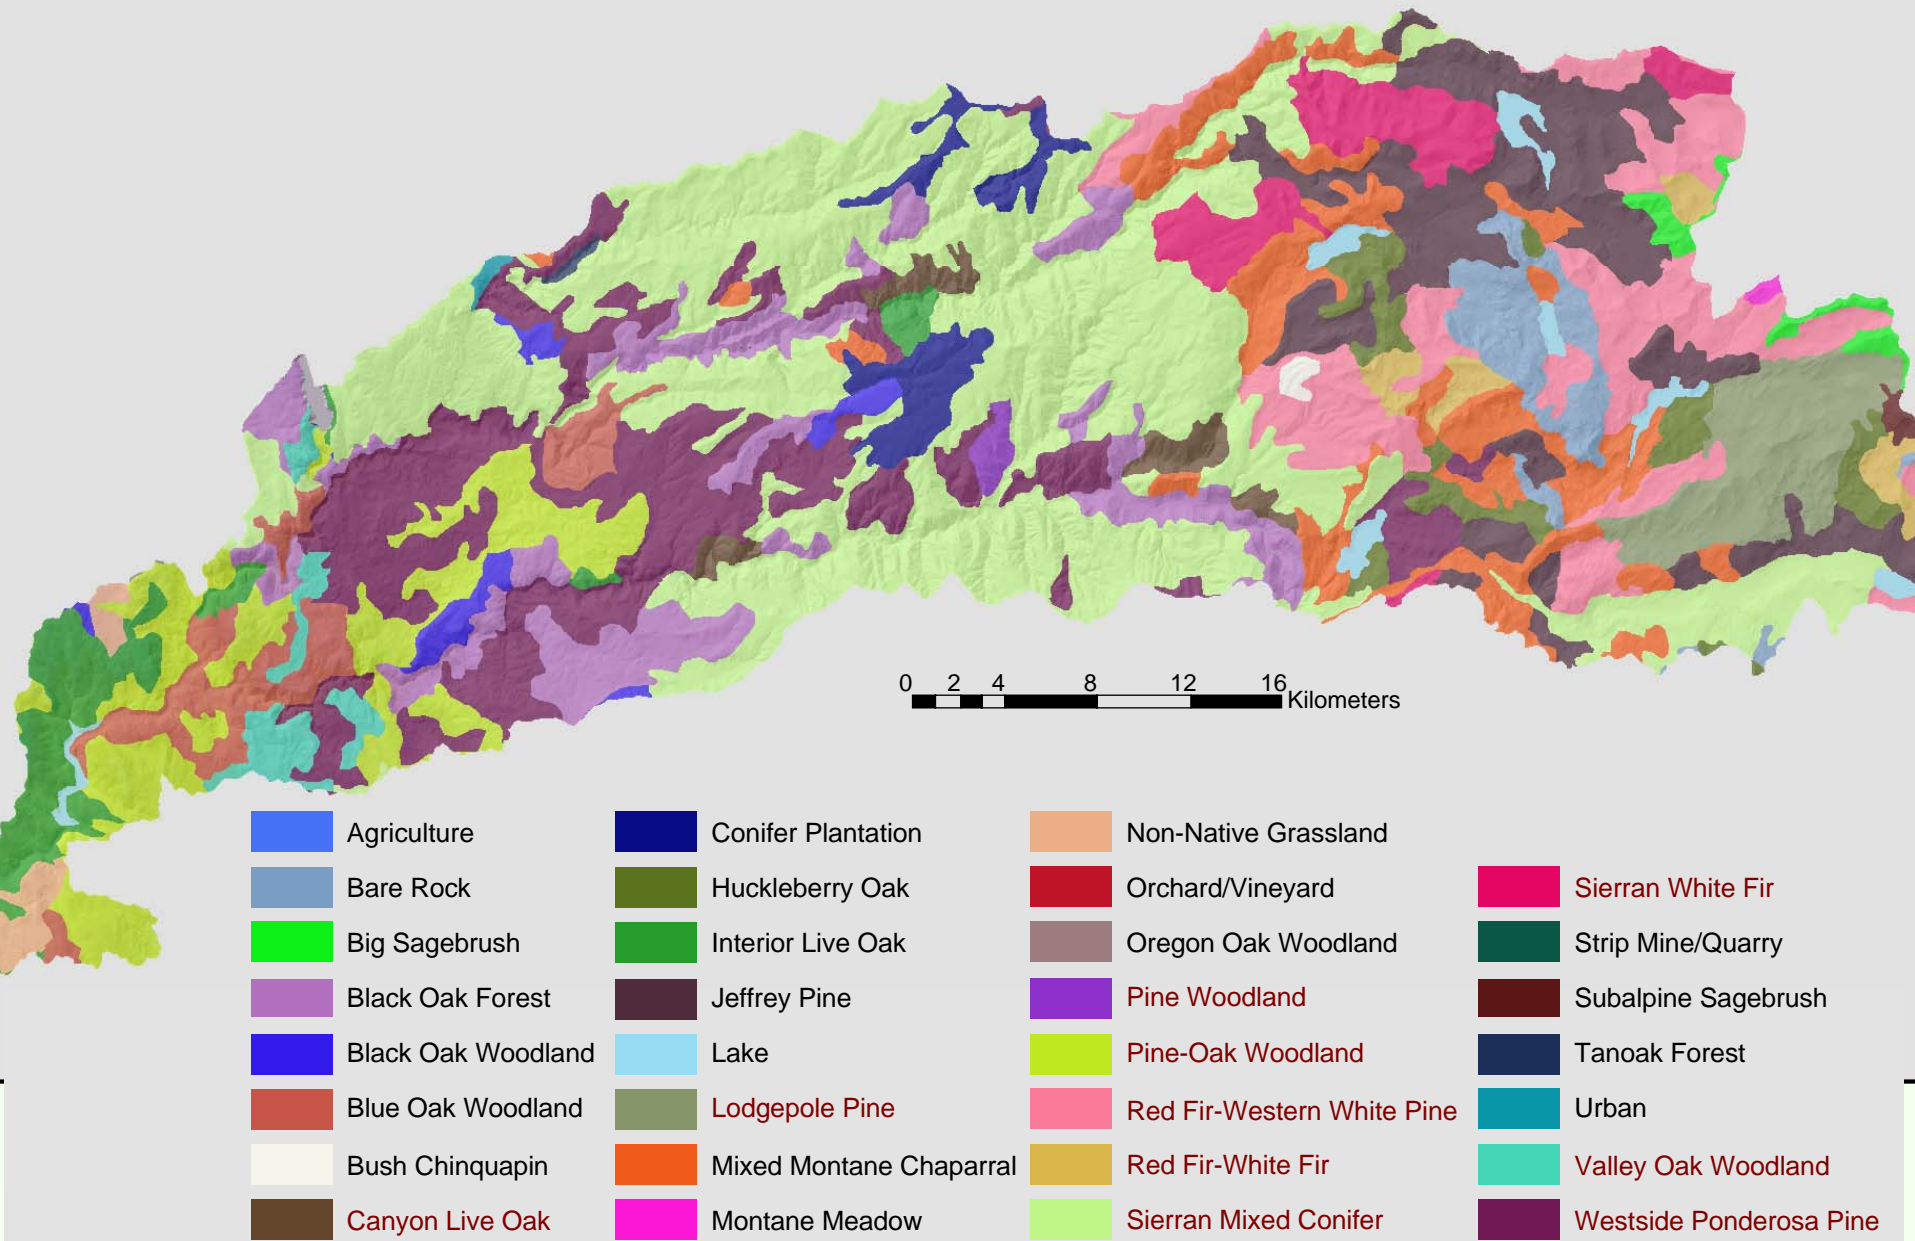 0 2 4 8 12 16
Kilometers
Agriculture
Bare Rock
Big Sagebrush
Black Oak Forest
Black Oak Woodland
Blue Oak Woodland
Bush Chinquapin
Canyon Live Oak
Conifer Plantation
Huckleberry Oak
Interior Live Oak
Jeffrey Pine
Lake
Lodgepole Pine
Mixed Montane Chaparral
Montane Meadow
Non-Native Grassland
Orchard/Vineyard
Oregon Oak Woodland
Pine Woodland
Pine-Oak Woodland
Red Fir-Western White Pine
Red Fir-White Fir
Sierran Mixed Conifer
Sierran White Fir
Strip Mine/Quarry
Subalpine Sagebrush
Tanoak Forest
Urban
Valley Oak Woodland
Westside Ponderosa Pine